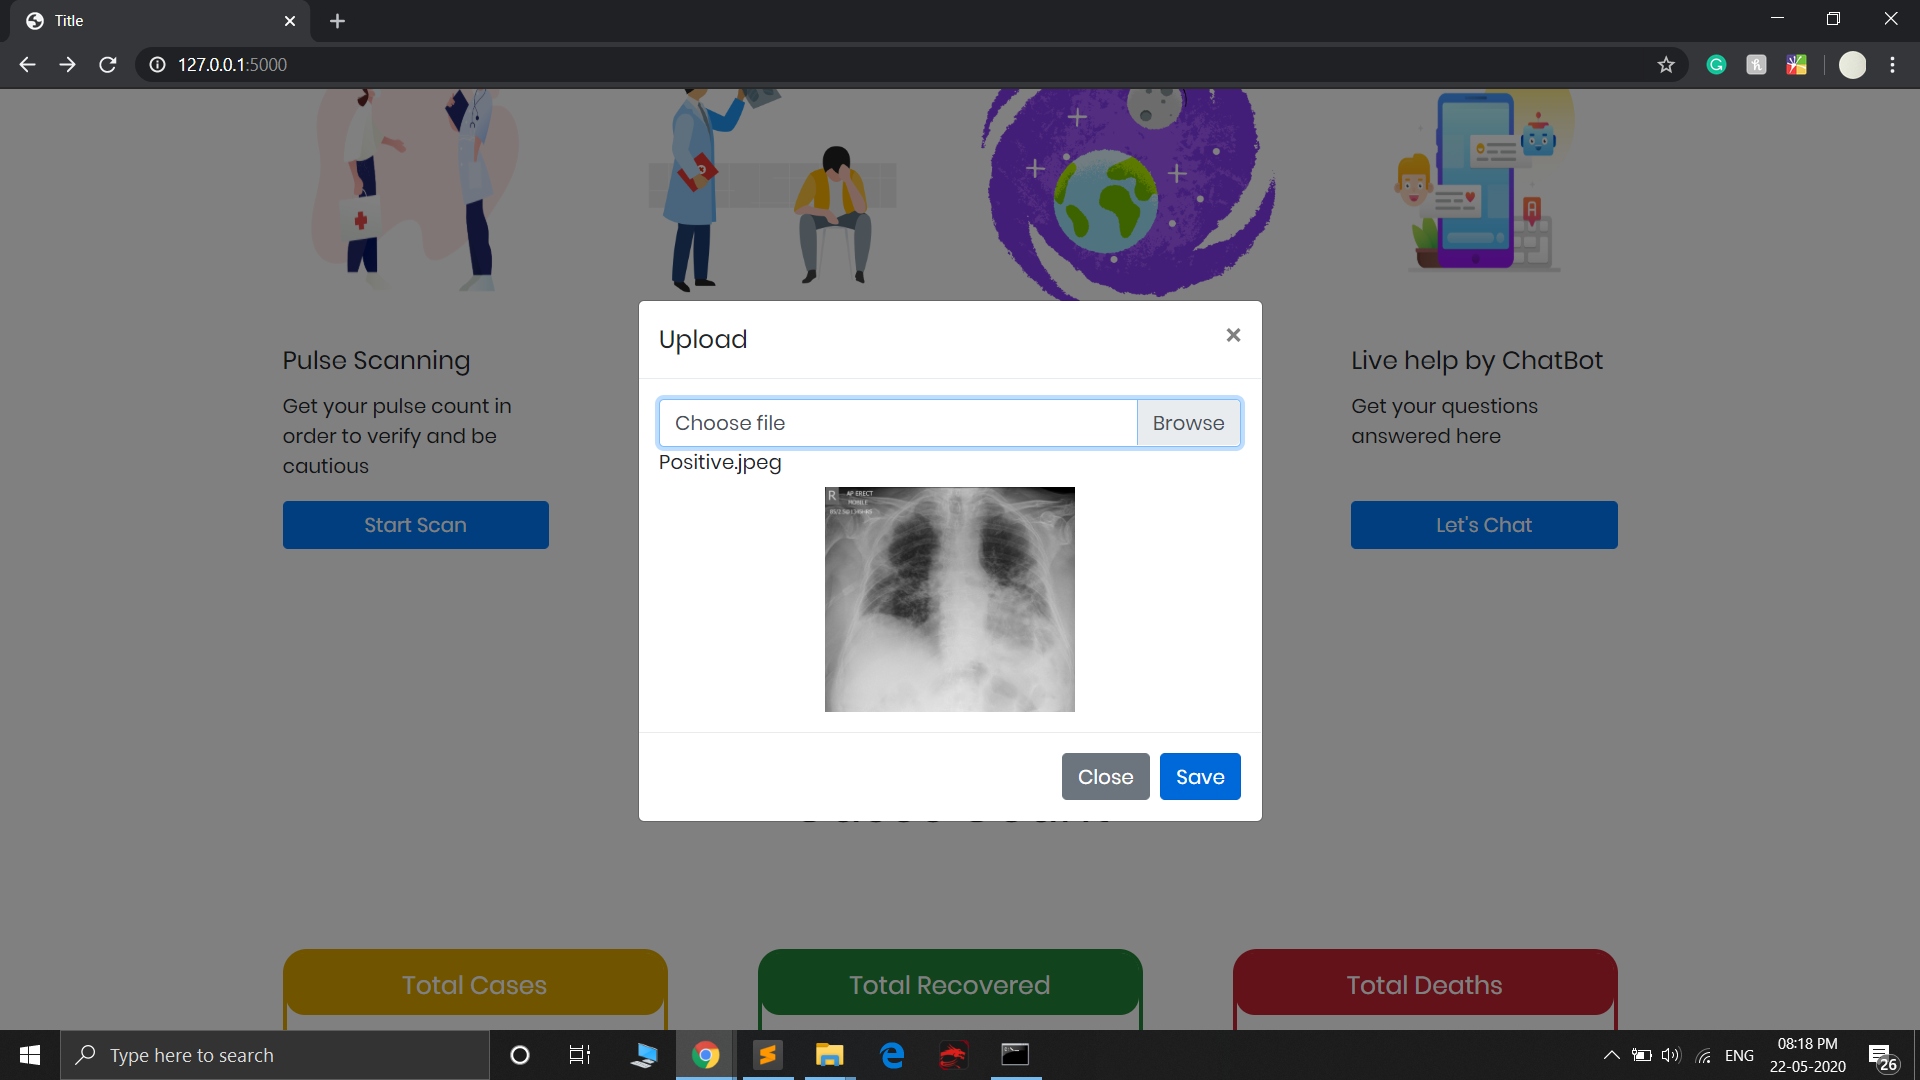 Title
127.0.0.1:5000
Upload
Pulse Scanning
Live help by ChatBot
Get your pulse count in
order to verify and be
cautious
Get your questions
answered here
Choose file
Browse
Positive.jpeg
R
AP ERECT
MOBILE
Start Scan
Let's Chat
Close
Save
Total Cases
Total Recovered
Total Deaths
Type here to search
ENG
08:18 PM
22-05-2020
26